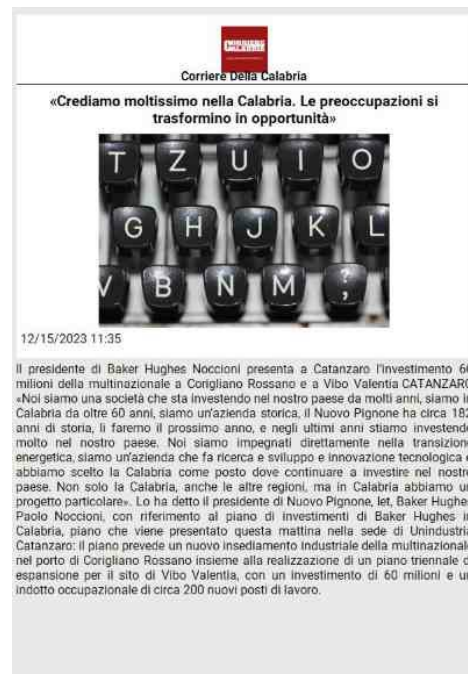 CORRIERE
CALABRIA
Corriere Della Calabria
«Crediamo moltissimo nella Calabria. Le preoccupazioni si
trasformino in opportunità»
T Z U I O
G H J K L
V B N M ; ?
12/15/2023 11:35
Il presidente di Baker Hughes Noccioni presenta a Catanzaro l'investimento 60
milioni della multinazionale a Corigliano Rossano e a Vibo Valentia CATANZARO
«Noi siamo una società che sta investendo nel nostro paese da molti anni, siamo in
Calabria da oltre 60 anni, siamo un'azienda storica, il Nuovo Pignone ha circa 182
anni di storia, li faremo il prossimo anno, e negli ultimi anni stiamo investendo
molto nel nostro paese. Noi siamo impegnati direttamente nella transizione
energetica, siamo un'azienda che fa ricerca e sviluppo e innovazione tecnologica e
abbiamo scelto la Calabria come posto dove continuare a investire nel nostro
paese. Non solo la Calabria, anche le altre regioni, ma in Calabria abbiamo un
progetto particolare». Lo ha detto il presidente di Nuovo Pignone, Iet, Baker Hughes
Paolo Noccioni, con riferimento al piano di investimenti di Baker Hughes in
Calabria, piano che viene presentato questa mattina nella sede di Unindustria
Catanzaro: il piano prevede un nuovo insediamento industriale della multinazionale
nel porto di Corigliano Rossano insieme alla realizzazione di un piano triennale d
espansione per il sito di Vibo Valentia, con un investimento di 60 milioni e un
indotto occupazionale di circa 200 nuovi posti di lavoro.